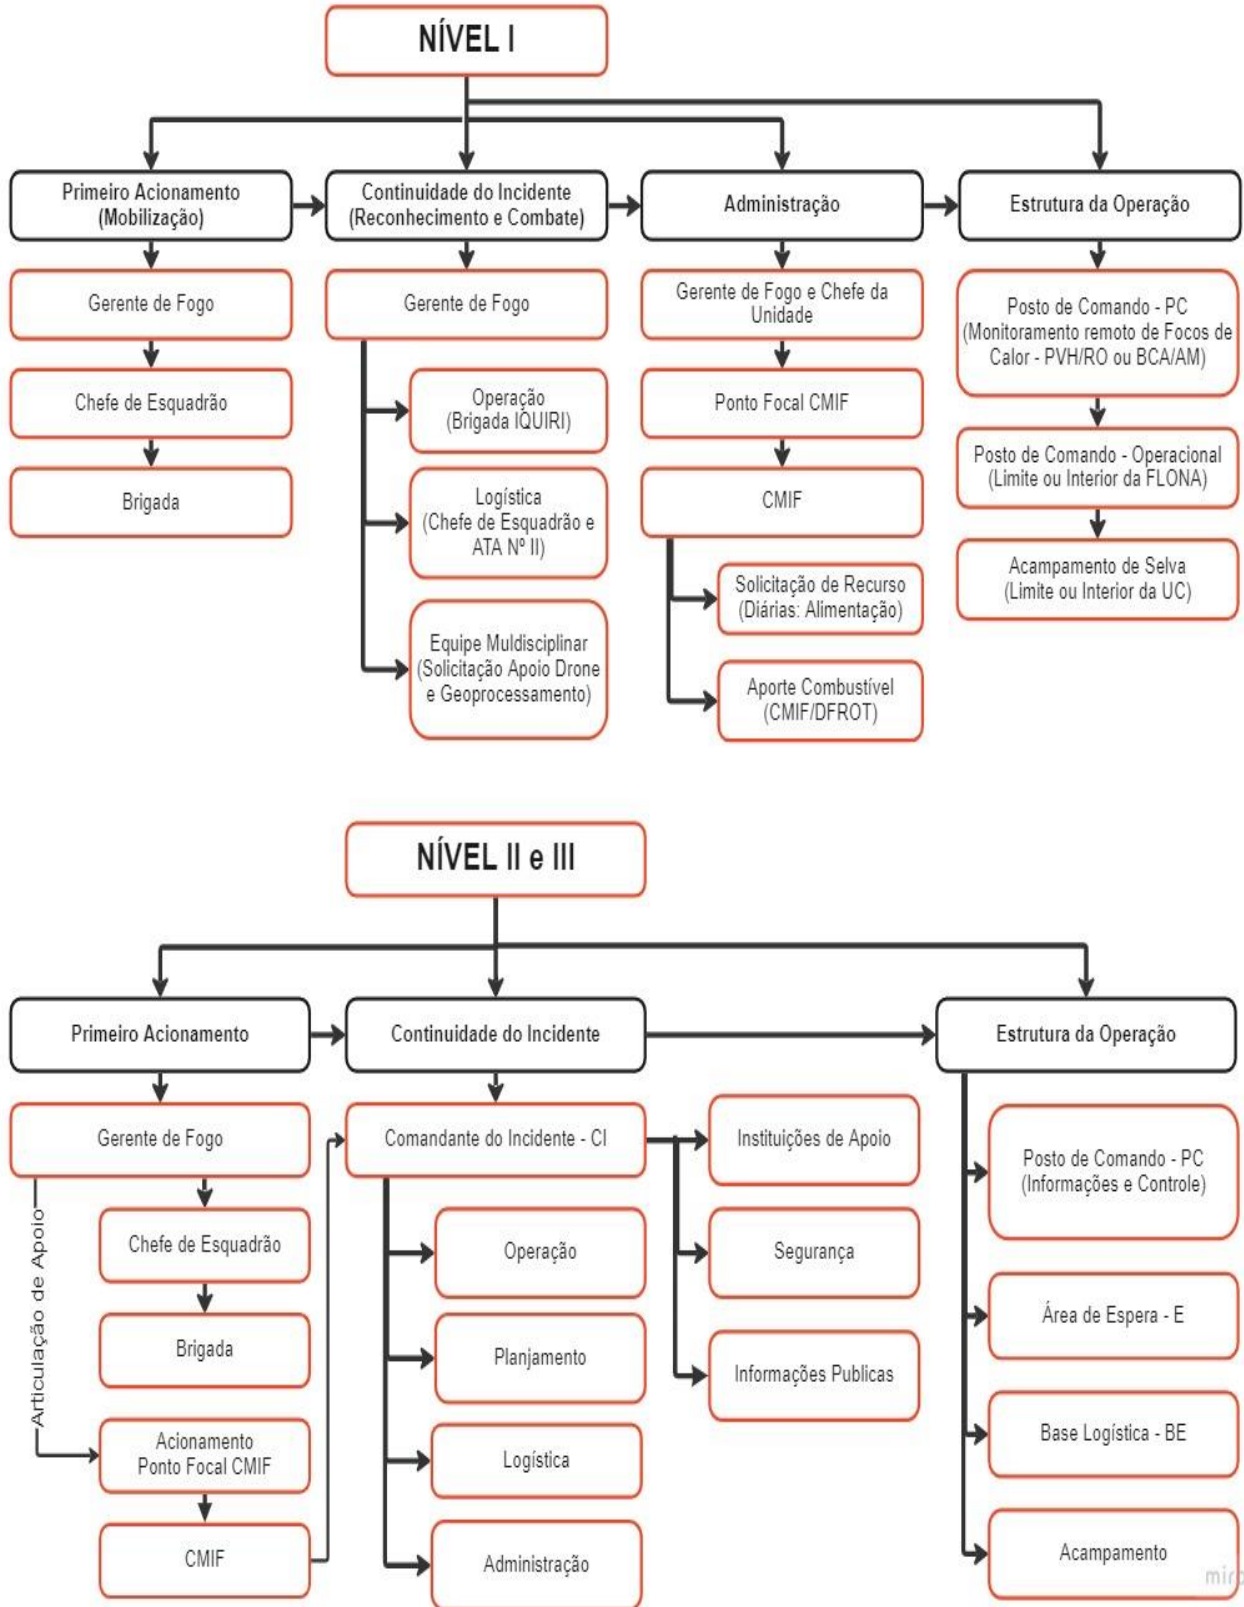 NÍVEL I
Primeiro Acionamento
(Mobilização)
Continuidade do Incidente
(Reconhecimento e Combate)
Administração
Estrutura da Operação
Gerente de Fogo
Chefe de Esquadrão
Brigada
Gerente de Fogo
Operação
(Brigada IQUIRI)
Logística
(Chefe de Esquadrão e
ATA Nº II)
Equipe Muldisciplinar
(Solicitação Apoio Drone
e Geoprocessamento)
Gerente de Fogo e Chefe da
Unidade
Ponto Focal CMIF
CMIF
Solicitação de Recurso
(Diárias: Alimentação)
Aporte Combustível
(CMIF/DFROT)
Posto de Comando - PC
(Monitoramento remoto de Focos de
Calor - PVH/RO ou BCA/AM)
Posto de Comando - Operacional
(Limite ou Interior da FLONA)
Acampamento de Selva
(Limite ou Interior da UC)
NÍVEL II e III
Primeiro Acionamento
Continuidade do Incidente
Estrutura da Operação
Gerente de Fogo
Articulação de Apoio
Chefe de Esquadrão
Brigada
Acionamento
Ponto Focal CMIF
CMIF
Comandante do Incidente - CI
Operação
Planjamento
Logística
Administração
Instituições de Apoio
Segurança
Informações Publicas
Posto de Comando - PC
(Informações e Controle)
Área de Espera - E
Base Logística - BE
Acampamento
miro